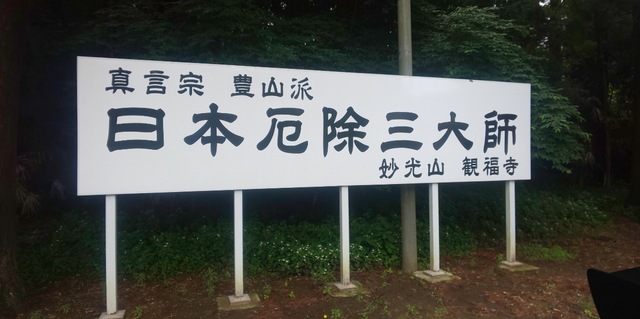 真言宗 豊山派
日本厄除三大師
妙光山 観福寺